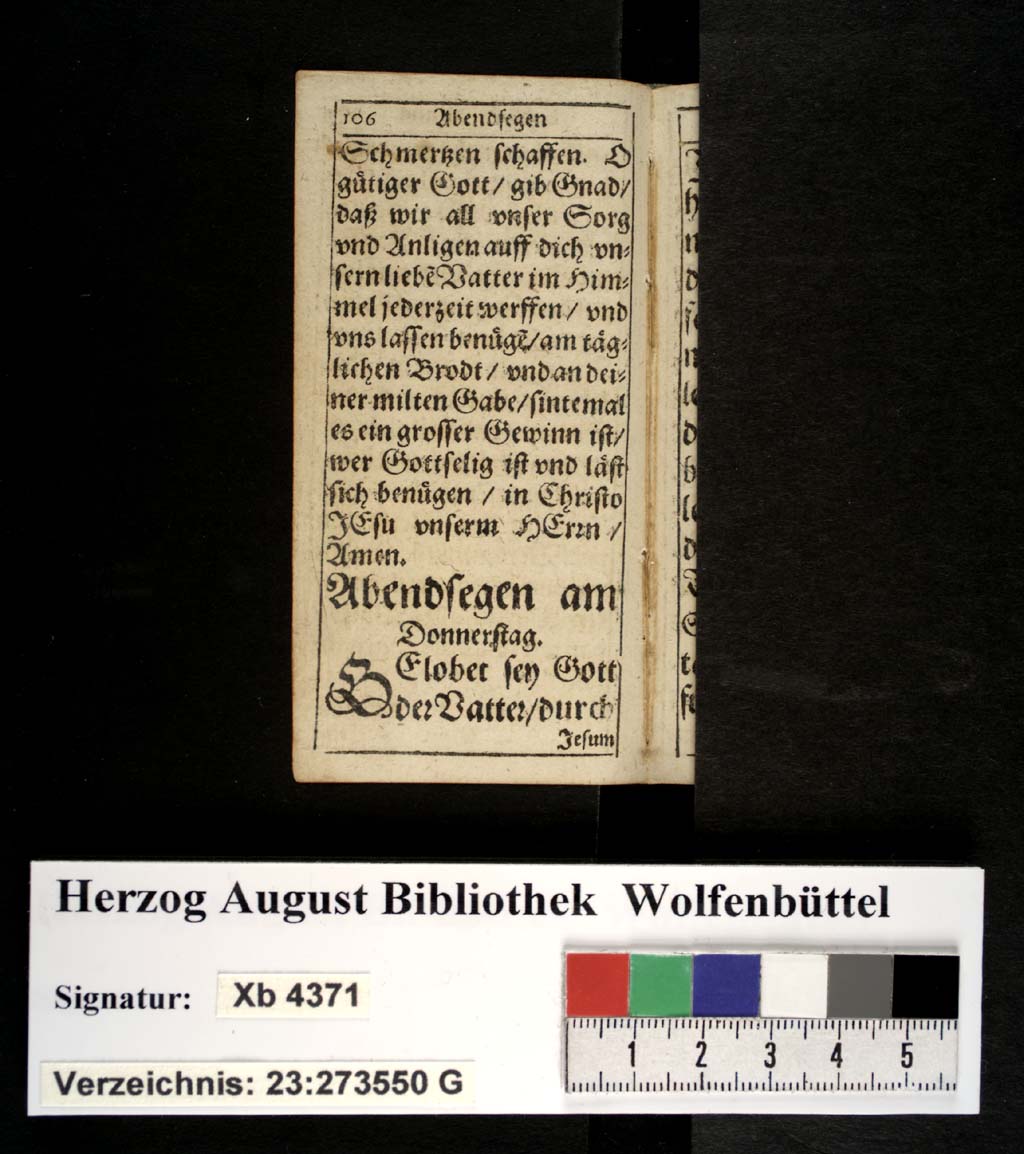 106 Abendsegen
Schmertzen schaffen. O
gütiger Gott/ gib Gnad/
daß wir all vnser Sorg
vnd Anligen auff dich vn-
sern liebẽ Vatter im Him-
mel jederzeit werffen/ vnd
vns lassen benügẽ/ am täg-
lichen Brodt/ vnd an dei-
ner milten Gabe/ sintemal
es ein grosser Gewinn ist/
wer Gottselig ist vnd läst
sich benügen / in Christo
JEsu vnserm HErrn /
Amen.
Abendsegen am
Donnerstag.
GElobet sey Gott
der Vatter/ durch
Jesum
Herzog August Bibliothek Wolfenbüttel
Signatur: Xb 4371
Verzeichnis: 23:273550 G
1 2 3 4 5